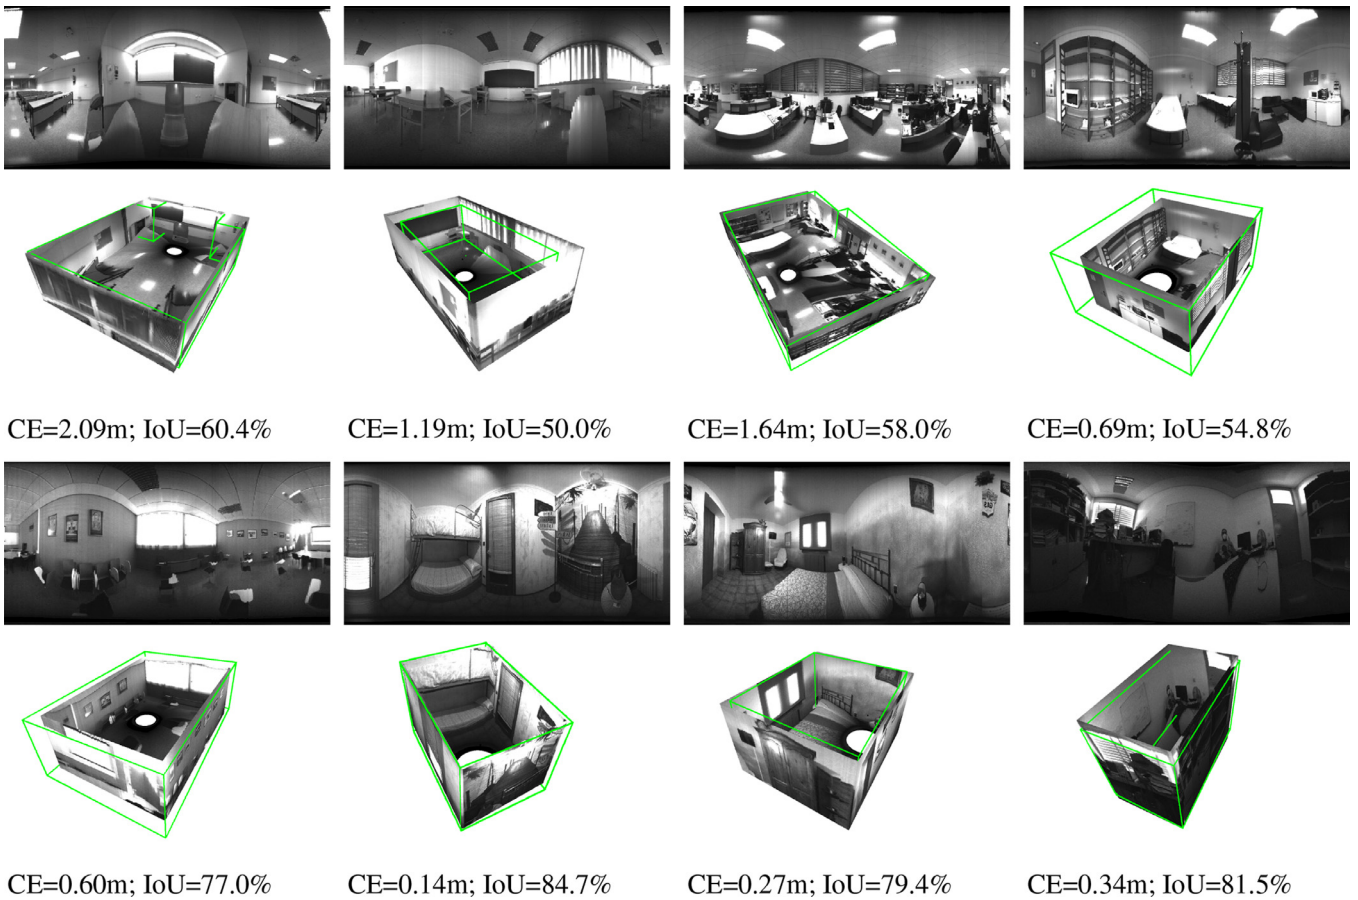 CE=2.09m; IoU=60.4%
CE=1.19m; IoU=50.0%
CE=1.64m; IoU=58.0%
CE=0.69m; IoU=54.8%
CE=0.60m; IoU=77.0%
CE=0.14m; IoU=84.7%
CE=0.27m; IoU=79.4%
CE=0.34m; IoU=81.5%